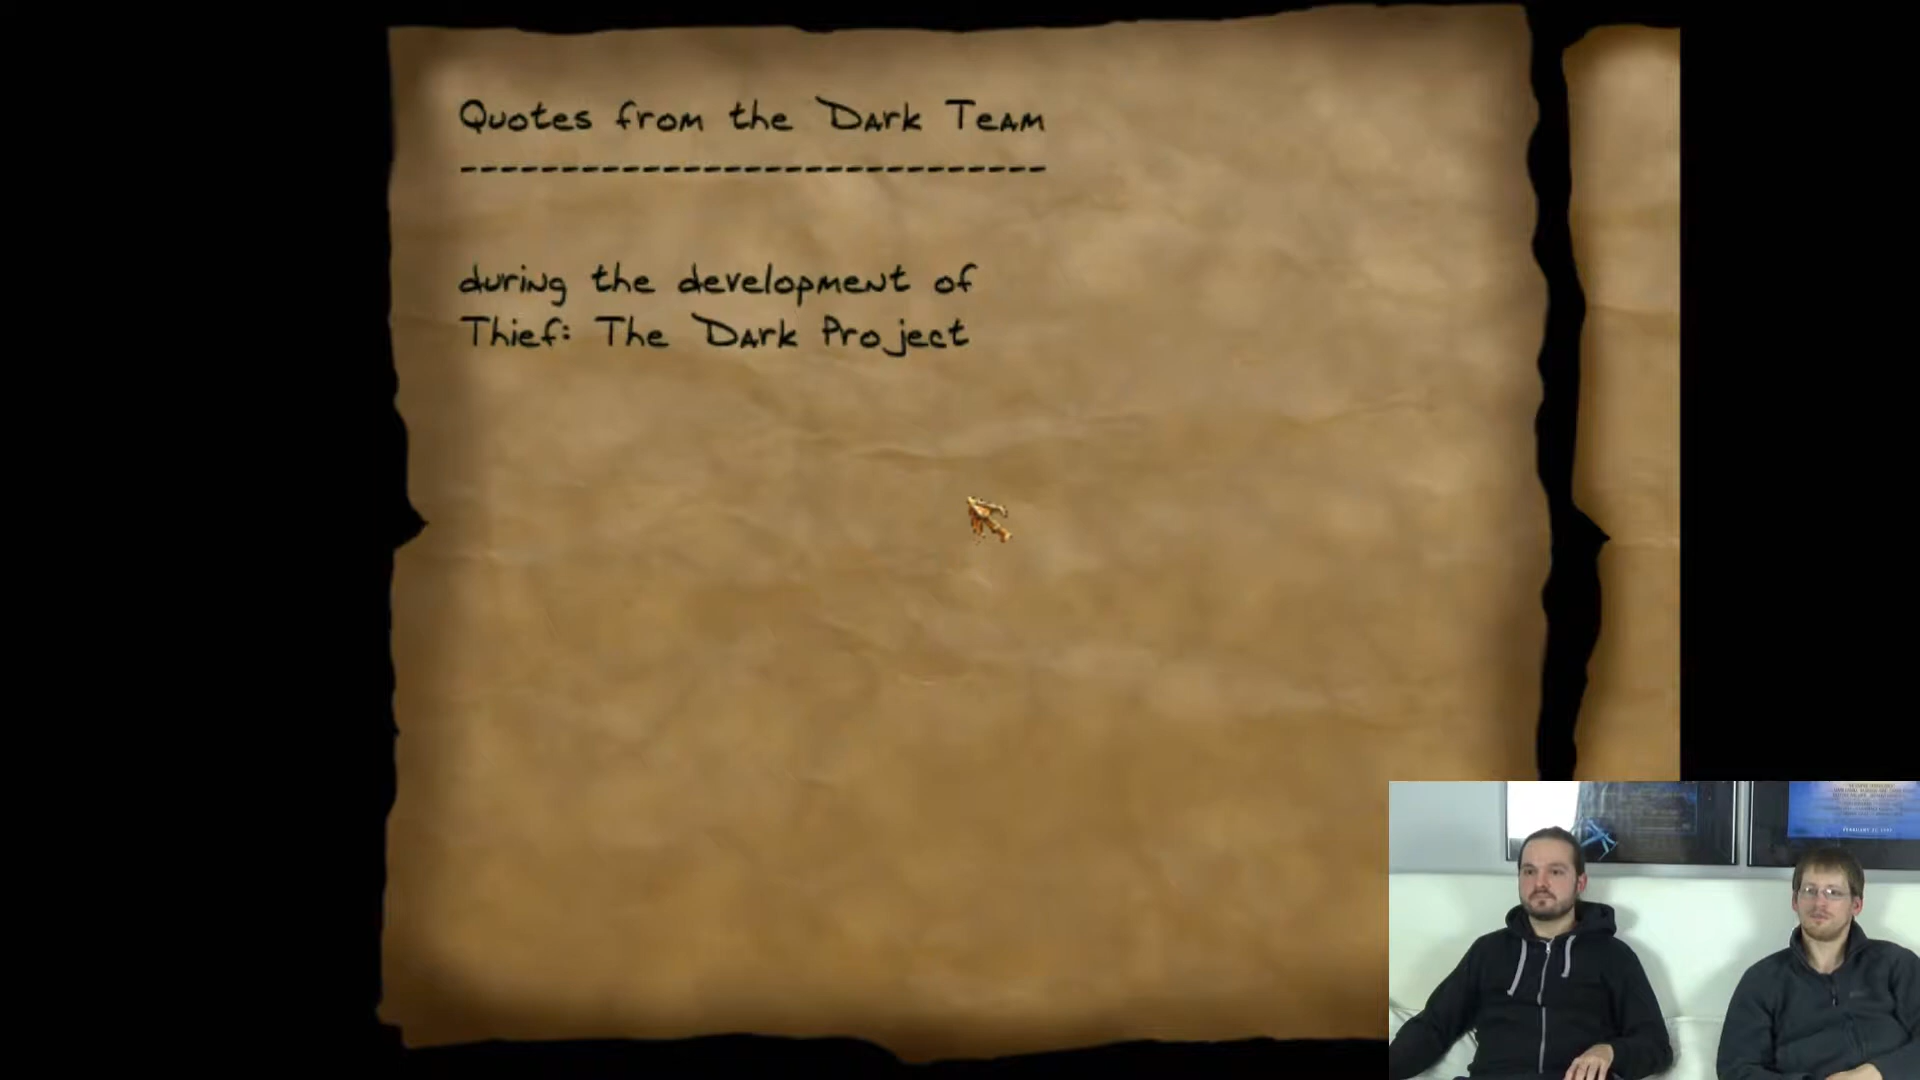 Quotes from the Dark Team
-----------------------------
during the development of
Thief: The Dark Project